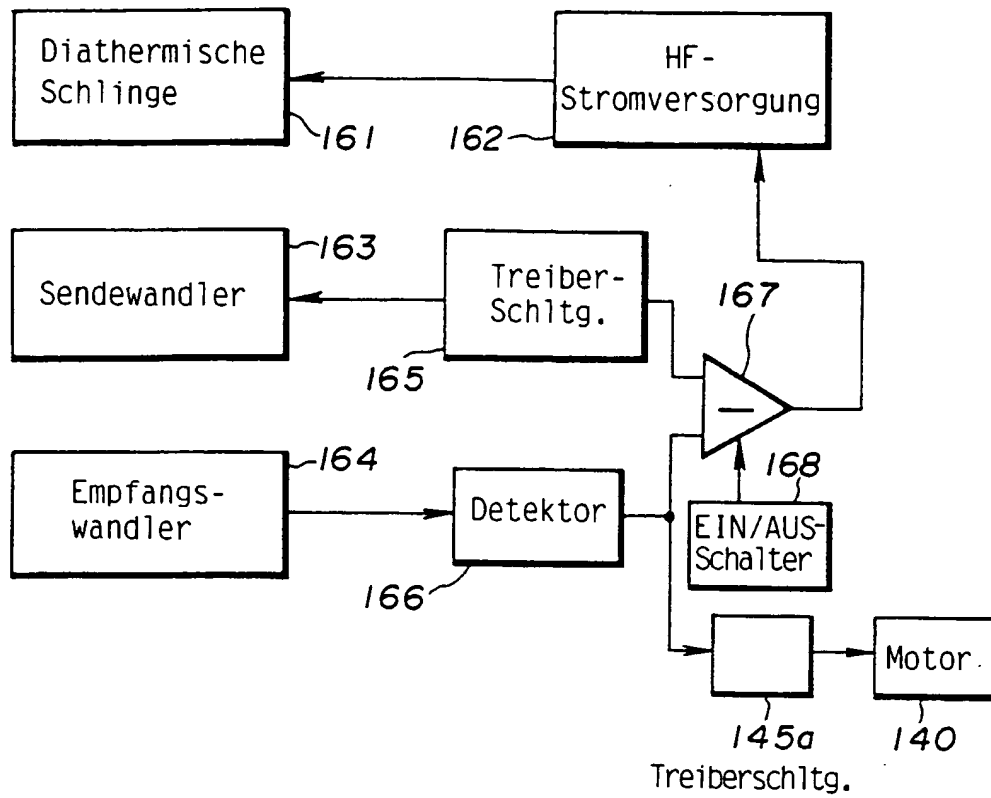 Diathermische
Schlinge
161
HF-
Stromversorgung
162
Sendewandler
163
Treiber-
Schltg.
165
167
Empfangs-
wandler
164
Detektor
166
168
EIN/AUS-
Schalter
145a
Treiberschltg.
Motor
140